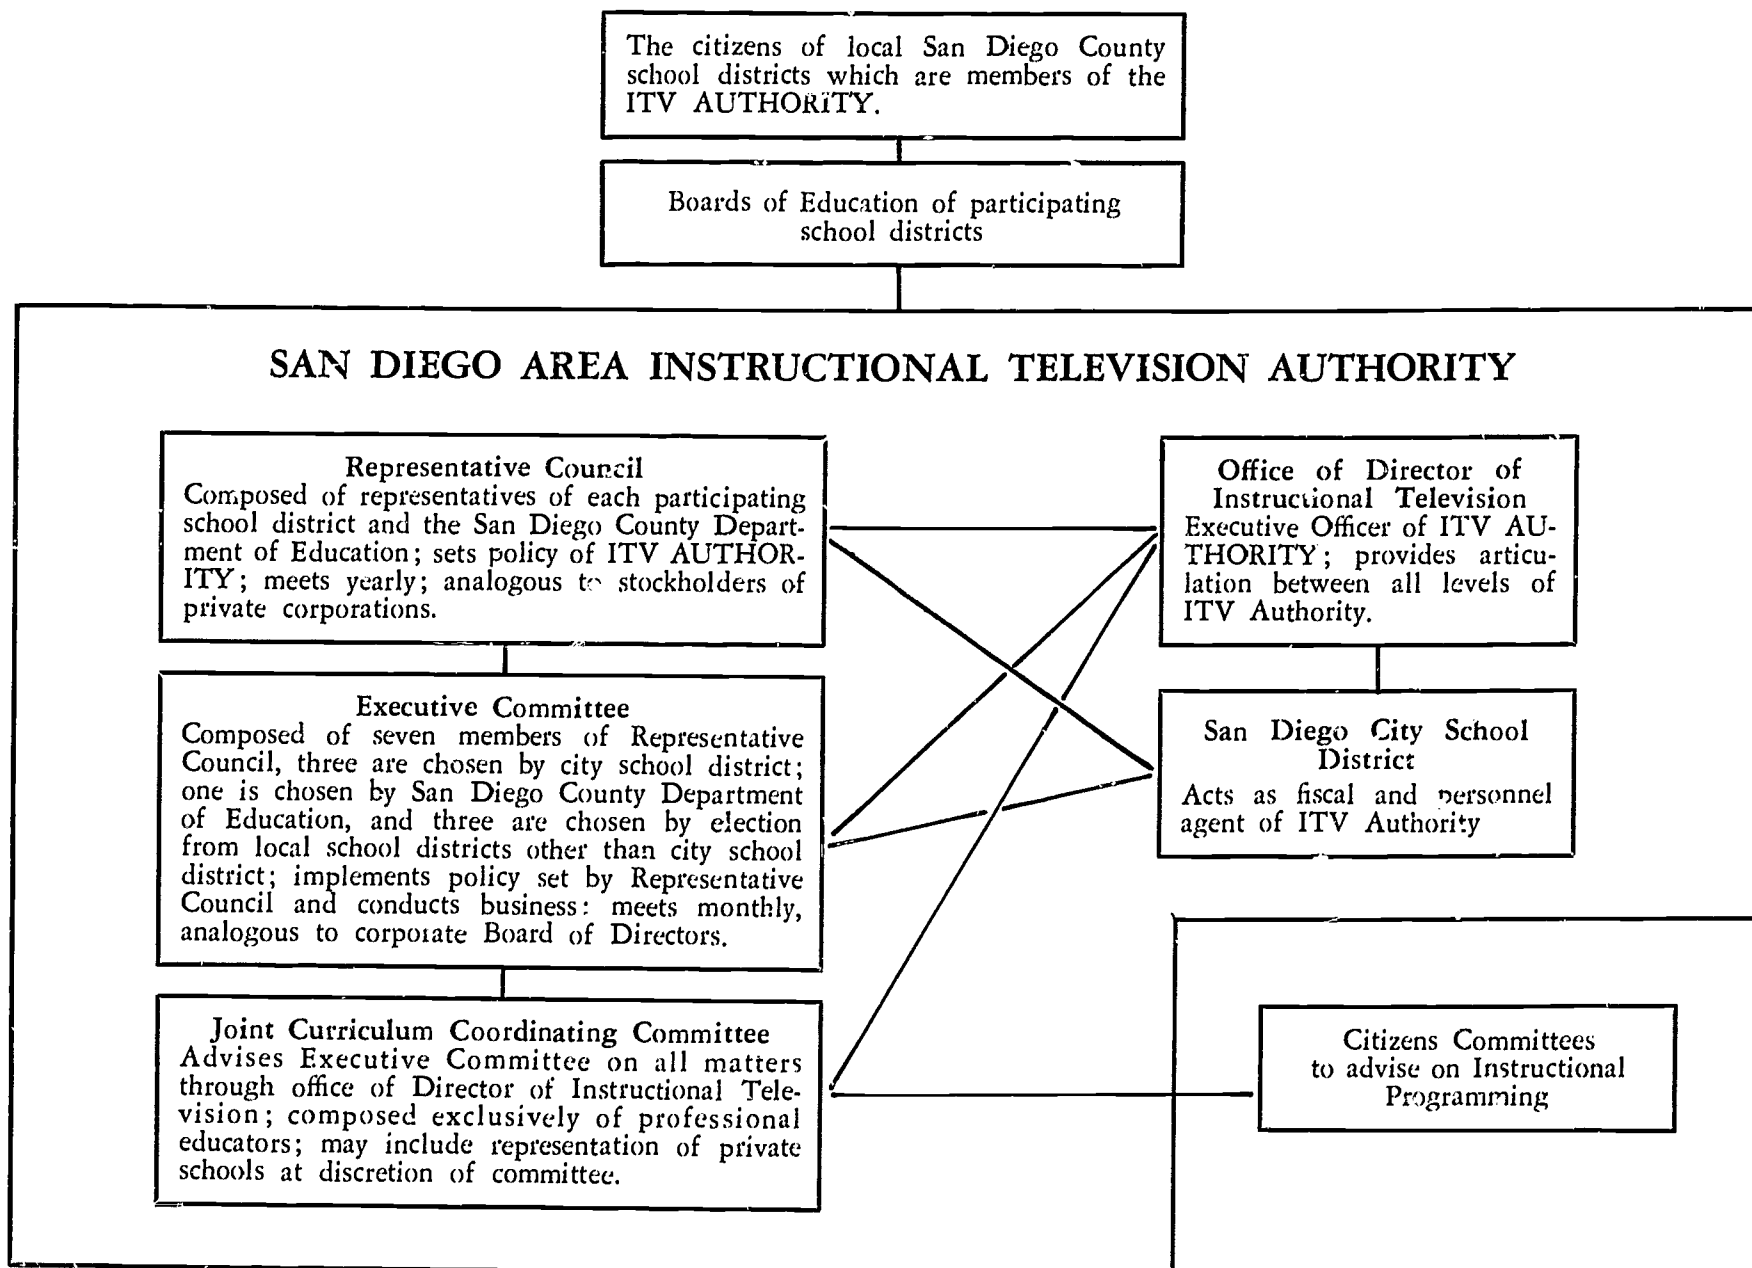 The citizens of local San Diego County
school districts which are members of the
ITV AUTHORITY.
Boards of Education of participating
school districts
SAN DIEGO AREA INSTRUCTIONAL TELEVISION AUTHORITY
Representative Council
Composed of representatives of each participating
school district and the San Diego County Depart-
ment of Education; sets policy of ITV AUTHOR-
ITY; meets yearly; analogous to stockholders of
private corporations.
Executive Committee
Composed of seven members of Representative
Council, three are chosen by city school district;
one is chosen by San Diego County Department
of Education, and three are chosen by election
from local school districts other than city school
district; implements policy set by Representative
Council and conducts business: meets monthly,
analogous to corporate Board of Directors.
Joint Curriculum Coordinating Committee
Advises Executive Committee on all matters
through office of Director of Instructional Tele-
vision; composed exclusively of professional
educators; may include representation of private
schools at discretion of committee.
Office of Director of
Instructional Television
Executive Officer of ITV AU-
THORITY; provides articu-
lation between all levels of
ITV Authority.
San Diego City School
District
Acts as fiscal and personnel
agent of ITV Authority
Citizens Committees
to advise on Instructional
Programming